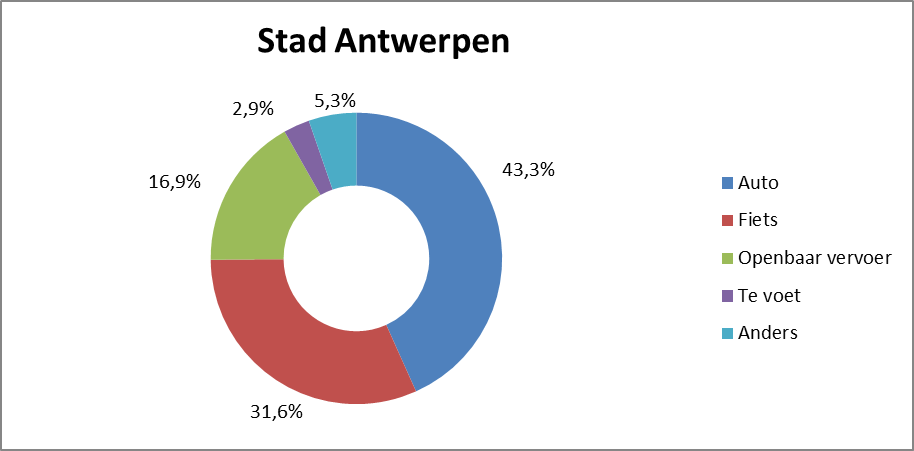 Stad Antwerpen
5,3%
2,9%
43,3%
16,9%
31,6%
Auto
Fiets
Openbaar vervoer
Te voet
Anders